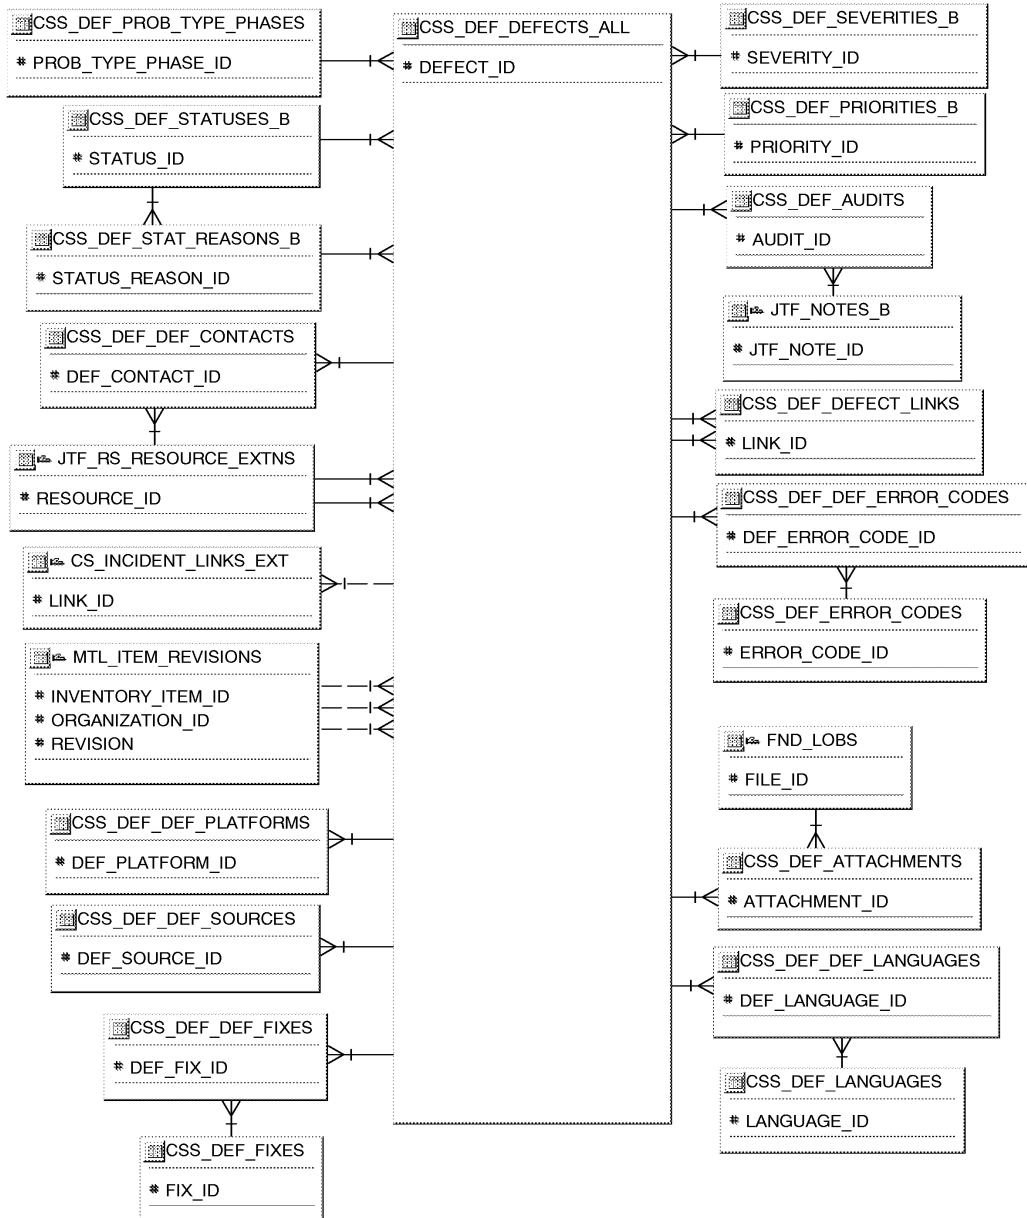 CSS_DEF_PROB_TYPE_PHASES
# PROB_TYPE_PHASE_ID
CSS_DEF_STATUSES_B
# STATUS_ID
CSS_DEF_STAT_REASONS_B
# STATUS_REASON_ID
CSS_DEF_DEF_CONTACTS
# DEF_CONTACT_ID
JTF_RS_RESOURCE_EXTNS
# RESOURCE_ID
CS_INCIDENT_LINKS_EXT
# LINK_ID
MTL_ITEM_REVISIONS
# INVENTORY_ITEM_ID
# ORGANIZATION_ID
# REVISION
CSS_DEF_DEF_PLATFORMS
# DEF_PLATFORM_ID
CSS_DEF_DEF_SOURCES
# DEF_SOURCE_ID
CSS_DEF_DEF_FIXES
# DEF_FIX_ID
CSS_DEF_FIXES
# FIX_ID
CSS_DEF_DEFECTS_ALL
# DEFECT_ID
CSS_DEF_SEVERITIES_B
# SEVERITY_ID
CSS_DEF_PRIORITIES_B
# PRIORITY_ID
CSS_DEF_AUDITS
# AUDIT_ID
JTF_NOTES_B
# JTF_NOTE_ID
CSS_DEF_DEFECT_LINKS
# LINK_ID
CSS_DEF_DEF_ERROR_CODES
# DEF_ERROR_CODE_ID
CSS_DEF_ERROR_CODES
# ERROR_CODE_ID
FND_LOBS
# FILE_ID
CSS_DEF_ATTACHMENTS
# ATTACHMENT_ID
CSS_DEF_DEF_LANGUAGES
# DEF_LANGUAGE_ID
CSS_DEF_LANGUAGES
# LANGUAGE_ID